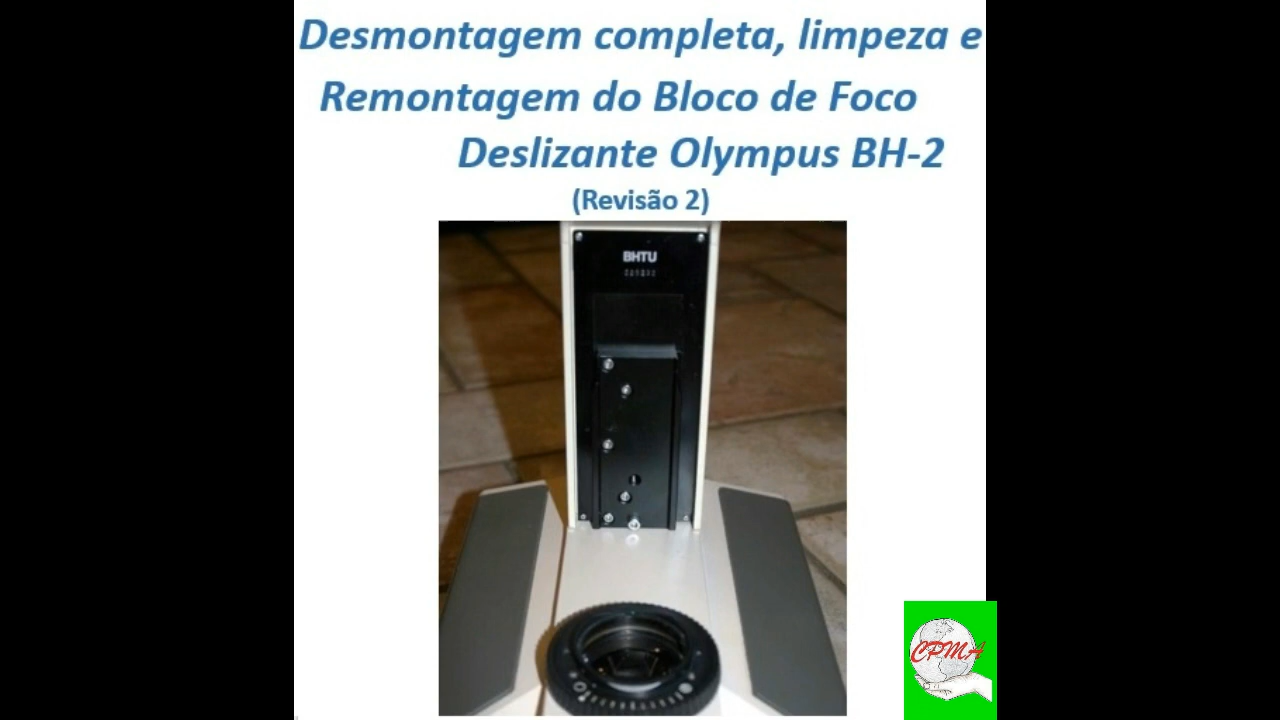 Desmontagem completa, limpeza e
Remontagem do Bloco de Foco
Deslizante Olympus BH-2
(Revisão 2)
BHTU
CPMA